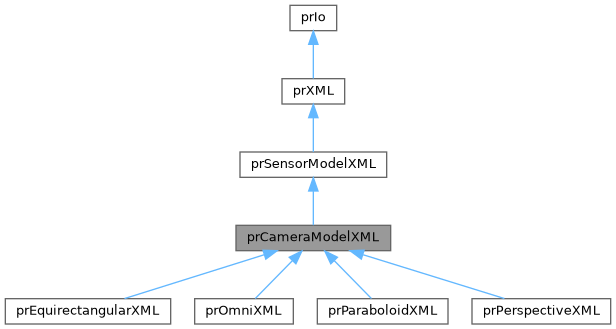 prIo
prXML
prSensorModelXML
prCameraModelXML
prEquirectangularXML
prOmniXML
prParaboloidXML
prPerspectiveXML